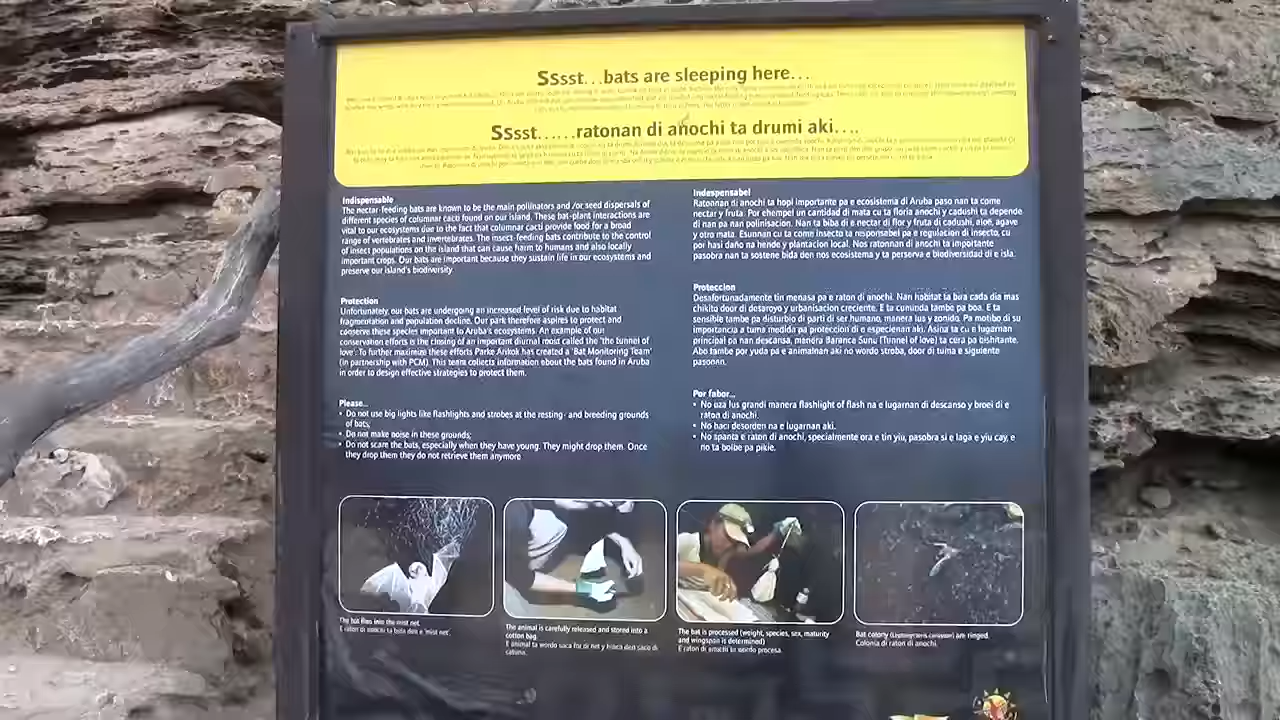 Sssst...bats are sleeping here...
Sssst......ratonan di anochi ta drumi aki....
Indispensable
The nectar-feeding bats are known to be the main pollinators and /or seed dispersals of
different species of columnar cacti found on our island. These bat-plant interactions are
vital to our ecosystems due to the fact that columnar cacti provide food for a broad
range of vertebrates and invertebrates. The insect-feeding bats contribute to the control
of insect populations on the island that can cause harm to humans and also locally
important crops. Our bats are important because they sustain life in our ecosystems and
preserve our island's biodiversity
Protection
Unfortunately, our bats are undergoing an increased level of risk due to habitat
fragmentation and population decline. Our park therefore aspires to protect and
conserve these species important to Aruba's ecosystems. An example of our
conservation efforts is the closing of an important diurnal roost called the 'the tunnel of
love'. To further maximize these efforts Parke Arikok has created a 'Bat Monitoring Team'
(in partnership with PCM). This team collects information about the bats found in Aruba
in order to design effective strategies to protect them.
Please...
• Do not use big lights like flashlights and strobes at the resting- and breeding grounds
of bats;
• Do not make noise in these grounds;
• Do not scare the bats, especially when they have young. They might drop them. Once
they drop them they do not retrieve them anymore
Indespensabel
Ratonnan di anochi ta hopi importante pa e ecosistema di Aruba paso nan ta come
nectar y fruta. Por ehempel un cantidad di mata cu ta floria anochi y cadushi ta depende
di nan pa nan polinisacion. Nan ta biba di e nectar di flor y fruta di cadushi, aloe, agave
y otro mata. Esunnan cu ta come insecto ta responsabel pa e regulacion di insecto, cu
por hasi daño na hende y plantacion local. Nos ratonnan di anochi ta importante
pasobra nan ta sostene bida den nos ecosistema y ta perserva e biodiversidad di e isla.
Proteccion
Desafortunadamente tin menasa pa e raton di anochi. Nan habitat ta bira cada dia mas
chikito door di desaroyo y urbanisacion creciente. E ta cununda tambe pa boa. E ta
sensible tambe pa disturbio di parti di ser humano, manera lus y zonido. Pa motibo di su
importancia a tuma medida pa proteccion di e especienan aki. Asina ta cu e lugarnan
principal pa nan descansa, manera Baranca Sunu (Tunnel of love) ta cera pa bishitante.
Abo tambe por yuda pa e animalnan aki no wordo stroba, door di tuma e siguiente
pasonan.
Por fabor...
• No uza lus grandi manera flashlight of flash na e lugarnan di descanso y broei di e
raton di anochi.
• No haci desorden na e lugarnan aki.
• No spanta e raton di anochi, specialmente ora e tin yiu, pasobra si e laga e yiu cay, e
no ta bolbe pa pikie.
The bat flies into the mist net.
E raton di anochi ta bula den e 'mist net'.
The animal is carefully released and stored into a
cotton bag
E animal ta wordo saca for di net y hinca den saco di
catuna.
The bat is processed (weight, species, sex, maturity
and wingspan is determined)
E raton di anochi ta wordo procesa.
Bat colony are ringed.
Colonia di raton di anochi.